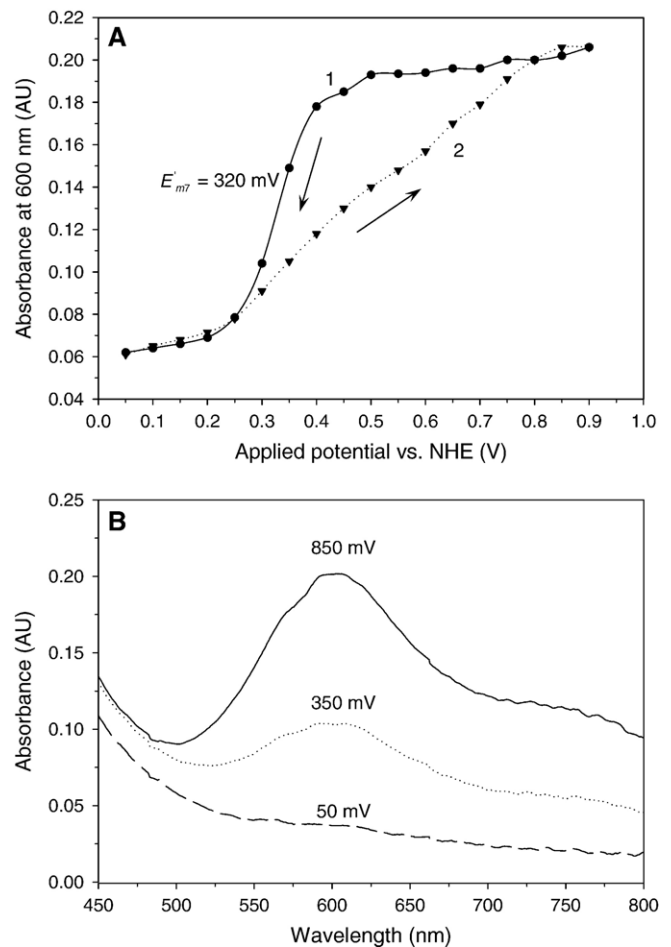 A
0.20
0.18
0.16
0.14
0.12
0.10
0.08
0.06
0.04
Absorbance at 600 nm (AU)
1
2
E'm7 = 320 mV
0.0 0.1 0.2 0.3 0.4 0.5 0.6 0.7 0.8 0.9 1.0
Applied potential vs. NHE (V)
B
0.25
0.20
0.15
0.10
0.05
0.00
Absorbance (AU)
850 mV
350 mV
50 mV
450 500 550 600 650 700 750 800
Wavelength (nm)